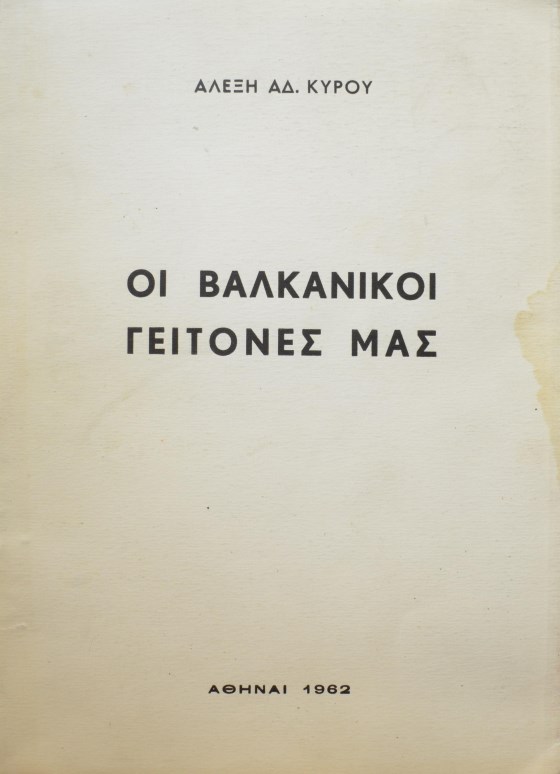 ΑΛΕΞΗ ΑΔ. ΚΥΡΟΥ
ΟΙ ΒΑΛΚΑΝΙΚΟΙ
ΓΕΙΤΟΝΕΣ ΜΑΣ
ΑΘΗΝΑΙ 1962